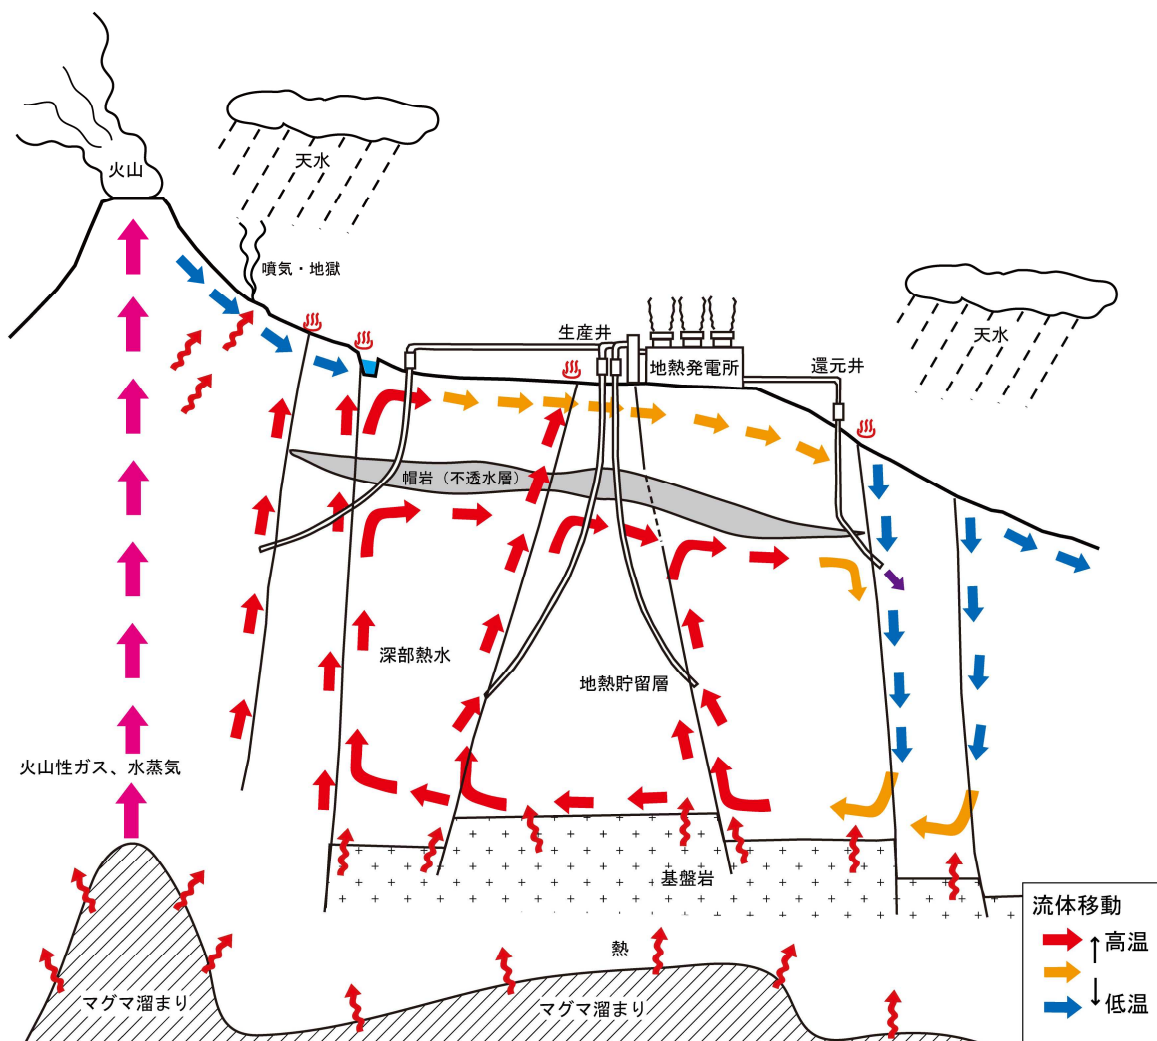 火山
天水
噴気・地獄
天水
生産井
地熱発電所
還元井
帽岩（不透水層）
深部熱水
地熱貯留層
火山性ガス、水蒸気
基盤岩
熱
マグマ溜まり
マグマ溜まり
流体移動
高温
低温